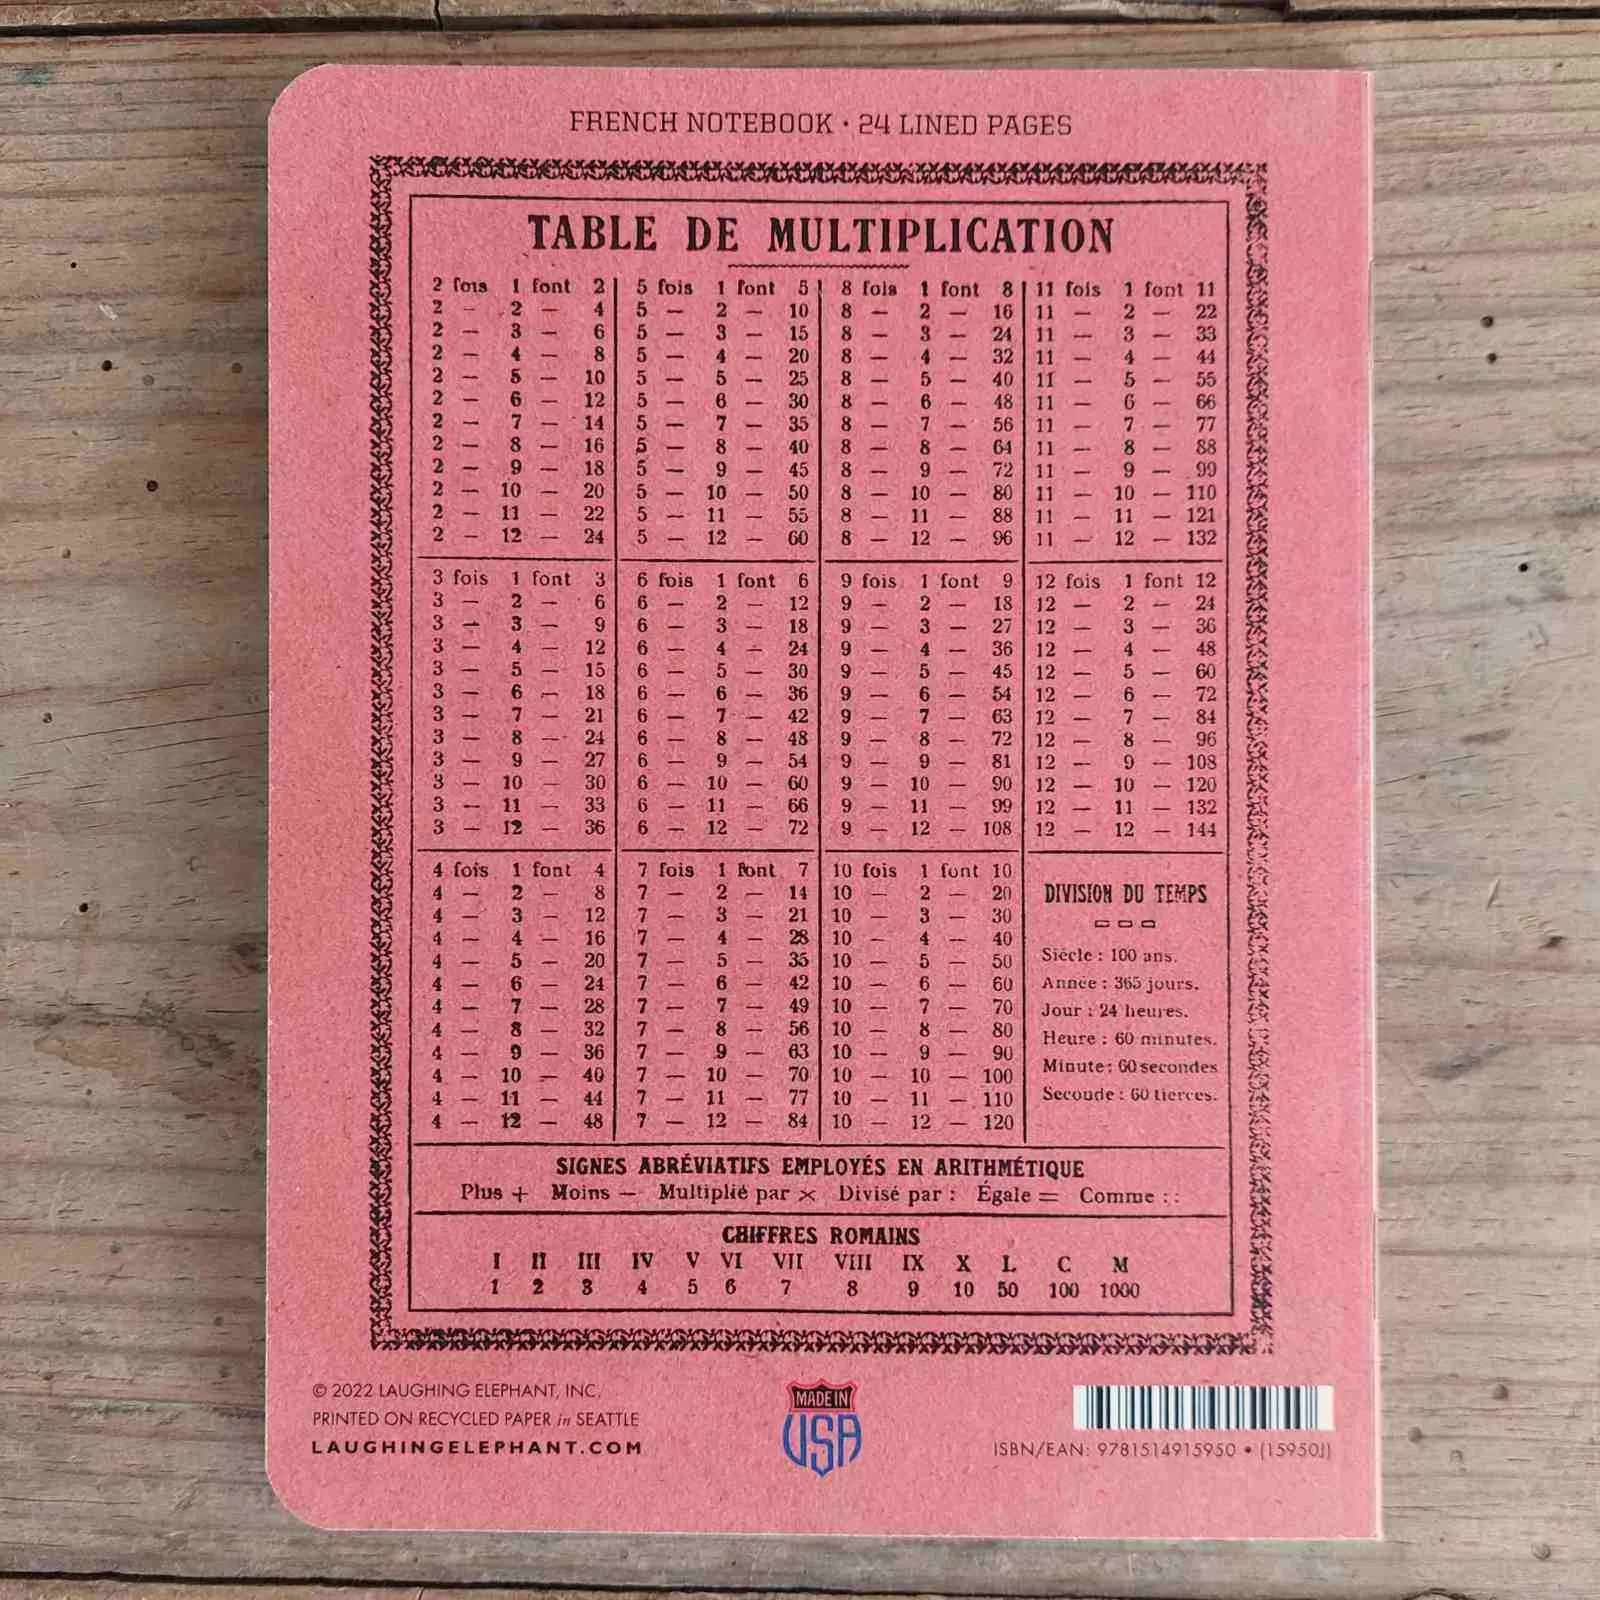 FRENCH NOTEBOOK • 24 LINED PAGES
TABLE DE MULTIPLICATION
2 fois 1 font 2
2 - 2 — 4
2 — 3 — 6
2 — 4 — 8
2 — 5 — 10
2 — 6 — 12
2 — 7 — 14
2 — 8 — 16
2 — 9 — 18
2 — 10 — 20
2 — 11 — 22
2 — 12 — 24
3 fois 1 font 3
3 — 2 — 6
3 — 3 — 9
3 — 4 — 12
3 — 5 — 15
3 — 6 — 18
3 — 7 — 21
3 — 8 — 24
3 — 9 — 27
3 — 10 — 30
3 — 11 — 33
3 — 12 — 36
4 fois 1 font 4
4 — 2 — 8
4 — 3 — 12
4 — 4 — 16
4 — 5 — 20
4 — 6 — 24
4 — 7 — 28
4 — 8 — 32
4 — 9 — 36
4 — 10 — 40
4 — 11 — 44
4 — 12 — 48
5 fois 1 font 5
5 — 2 — 10
5 — 3 — 15
5 — 4 — 20
5 — 5 — 25
5 — 6 — 30
5 — 7 — 35
5 — 8 — 40
5 — 9 — 45
5 — 10 — 50
5 — 11 — 55
5 — 12 — 60
6 fois 1 font 6
6 — 2 — 12
6 — 3 — 18
6 — 4 — 24
6 — 5 — 30
6 — 6 — 36
6 — 7 — 42
6 — 8 — 48
6 — 9 — 54
6 — 10 — 60
6 — 11 — 66
6 — 12 — 72
7 fois 1 font 7
7 — 2 — 14
7 — 3 — 21
7 — 4 — 28
7 — 5 — 35
7 — 6 — 42
7 — 7 — 49
7 — 8 — 56
7 — 9 — 63
7 — 10 — 70
7 — 11 — 77
7 — 12 — 84
8 fois 1 font 8
8 — 2 — 16
8 — 3 — 24
8 — 4 — 32
8 — 5 — 40
8 — 6 — 48
8 — 7 — 56
8 — 8 — 64
8 — 9 — 72
8 — 10 — 80
8 — 11 — 88
8 — 12 — 96
9 fois 1 font 9
9 — 2 — 18
9 — 3 — 27
9 — 4 — 36
9 — 5 — 45
9 — 6 — 54
9 — 7 — 63
9 — 8 — 72
9 — 9 — 81
9 — 10 — 90
9 — 11 — 99
9 — 12 — 108
10 fois 1 font 10
10 — 2 — 20
10 — 3 — 30
10 — 4 — 40
10 — 5 — 50
10 — 6 — 60
10 — 7 — 70
10 — 8 — 80
10 — 9 — 90
10 — 10 — 100
10 — 11 — 110
10 — 12 — 120
11 fois 1 font 11
11 — 2 — 22
11 — 3 — 33
11 — 4 — 44
11 — 5 — 55
11 — 6 — 66
11 — 7 — 77
11 — 8 — 88
11 — 9 — 99
11 — 10 — 110
11 — 11 — 121
11 — 12 — 132
12 fois 1 font 12
12 — 2 — 24
12 — 3 — 36
12 — 4 — 48
12 — 5 — 60
12 — 6 — 72
12 — 7 — 84
12 — 8 — 96
12 — 9 — 108
12 — 10 — 120
12 — 11 — 132
12 — 12 — 144
DIVISION DU TEMPS
Siècle : 100 ans.
Année : 365 jours.
Jour : 24 heures.
Heure : 60 minutes.
Minute : 60 secondes
Seconde : 60 tierces.
SIGNES ABRÉVIATIFS EMPLOYÉS EN ARITHMÉTIQUE
Plus + Moins — Multiplié par × Divisé par : Égale = Comme : :
CHIFFRES ROMAINS
I II III IV V VI VII VIII IX X L C M
1 2 3 4 5 6 7 8 9 10 50 100 1000
© 2022 LAUGHING ELEPHANT, INC.
PRINTED ON RECYCLED PAPER in SEATTLE
LAUGHINGELEPHANT.COM
MADE IN
USA
ISBN/EAN: 9781514915950 • (15950J)